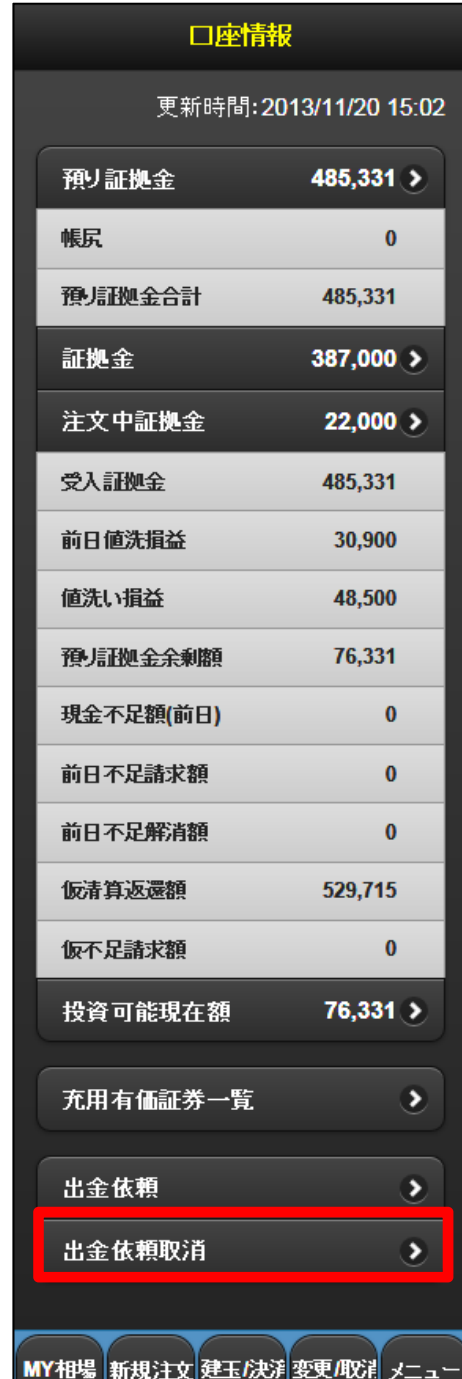 口座情報
更新時間:2013/11/20 15:02
預り証拠金 485,331
帳尻 0
預り証拠金合計 485,331
証拠金 387,000
注文中証拠金 22,000
受入証拠金 485,331
前日値洗損益 30,900
値洗い損益 48,500
預り証拠金余剰額 76,331
現金不足額(前日) 0
前日不足請求額 0
前日不足解消額 0
仮清算返還額 529,715
仮不足請求額 0
投資可能現在額 76,331
充用有価証券一覧
出金依頼
出金依頼取消
MY相場 新規注文 建玉/決済 変更/取消 メニュー